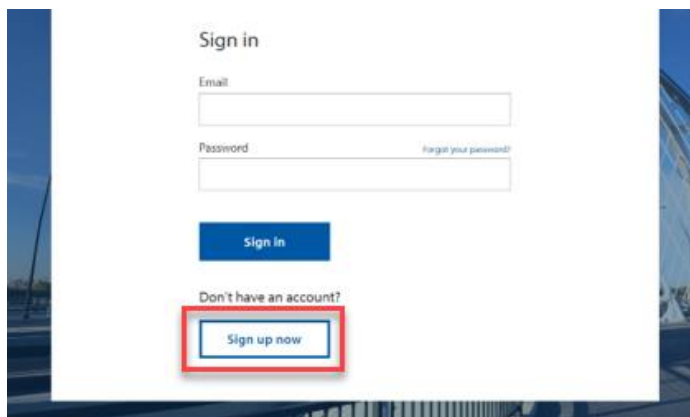 Sign in
Email
Password Forgot your password?
Sign in
Don't have an account?
Sign up now